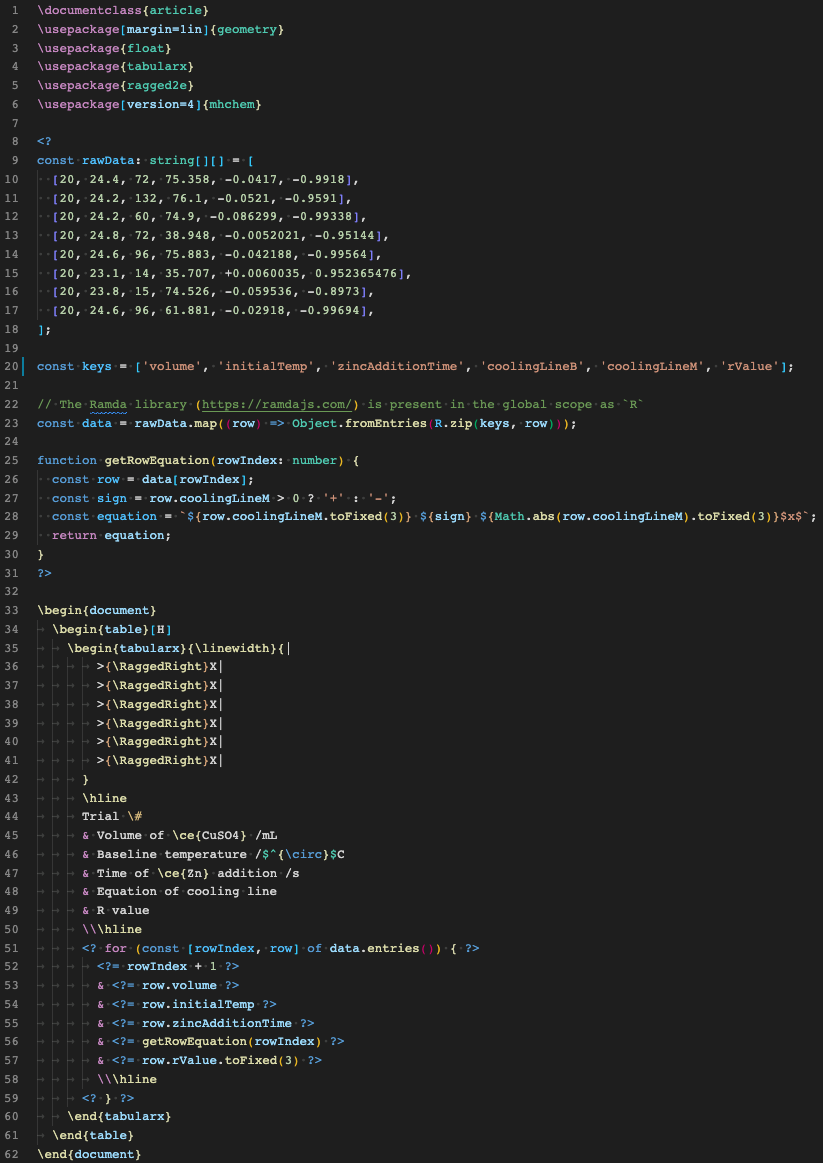 1 \documentclass{article}
2 \usepackage[margin=1in]{geometry}
3 \usepackage{float}
4 \usepackage{tabularx}
5 \usepackage{ragged2e}
6 \usepackage[version=4]{mhchem}
7
8 <?
9 const rawData: string[][] = [
10   [20, 24.4, 72, 75.358, -0.0417, -0.9918],
11   [20, 24.2, 132, 76.1, -0.0521, -0.9591],
12   [20, 24.2, 60, 74.9, -0.086299, -0.99338],
13   [20, 24.8, 72, 38.948, -0.0052021, -0.95144],
14   [20, 24.6, 96, 75.883, -0.042188, -0.99564],
15   [20, 23.1, 14, 35.707, +0.0060035, 0.952365476],
16   [20, 23.8, 15, 74.526, -0.059536, -0.8973],
17   [20, 24.6, 96, 61.881, -0.02918, -0.99694],
18 ];
19
20 const keys = ['volume', 'initialTemp', 'zincAdditionTime', 'coolingLineB', 'coolingLineM', 'rValue'];
21
22 // The Ramda library (https://ramdajs.com/) is present in the global scope as `R`
23 const data = rawData.map((row) => Object.fromEntries(R.zip(keys, row)));
24
25 function getRowEquation(rowIndex: number) {
26   const row = data[rowIndex];
27   const sign = row.coolingLineM > 0 ? '+' : '-';
28   const equation = `${row.coolingLineM.toFixed(3)} ${sign} ${Math.abs(row.coolingLineM).toFixed(3)}$x$`;
29   return equation;
30 }
31 ?>
32
33 \begin{document}
34   \begin{table}[H]
35     \begin{tabularx}{\linewidth}{|
36         >{\RaggedRight}X|
37         >{\RaggedRight}X|
38         >{\RaggedRight}X|
39         >{\RaggedRight}X|
40         >{\RaggedRight}X|
41         >{\RaggedRight}X|
42       }
43       \hline
44       Trial \#
45       & Volume of \ce{CuSO4} /mL
46       & Baseline temperature /$^{\circ}$C
47       & Time of \ce{Zn} addition /s
48       & Equation of cooling line
49       & R value
50       \\\hline
51       <? for (const [rowIndex, row] of data.entries()) { ?>
52         <?= rowIndex + 1 ?>
53         & <?= row.volume ?>
54         & <?= row.initialTemp ?>
55         & <?= row.zincAdditionTime ?>
56         & <?= getRowEquation(rowIndex) ?>
57         & <?= row.rValue.toFixed(3) ?>
58         \\\hline
59       <? } ?>
60     \end{tabularx}
61   \end{table}
62 \end{document}